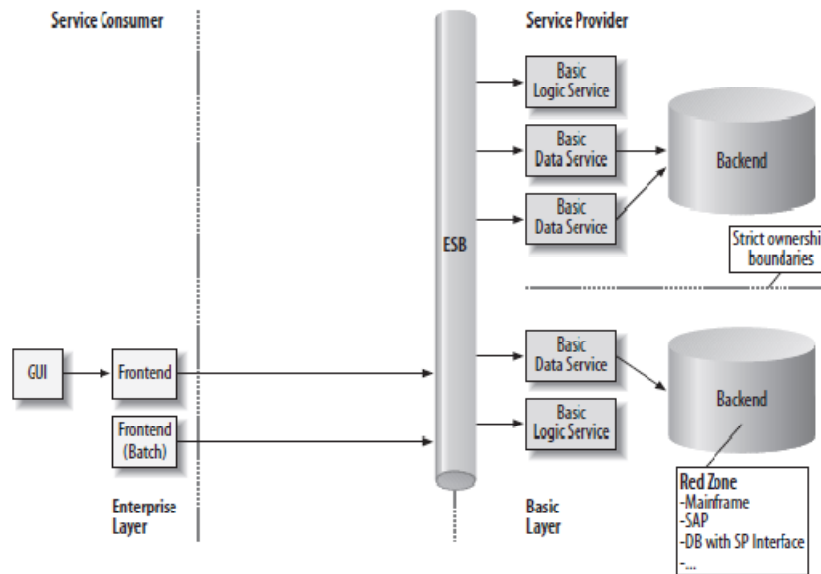 Service Consumer
Service Provider
Basic
Logic Service
Basic
Data Service
Backend
Basic
Data Service
ESB
Strict ownershi
boundaries
Basic
Data Service
GUI
Frontend
Backend
Frontend
(Batch)
Basic
Logic Service
Enterprise
Layer
Basic
Layer
Red Zone
-Mainframe
-SAP
-DB with SP Interface
-...